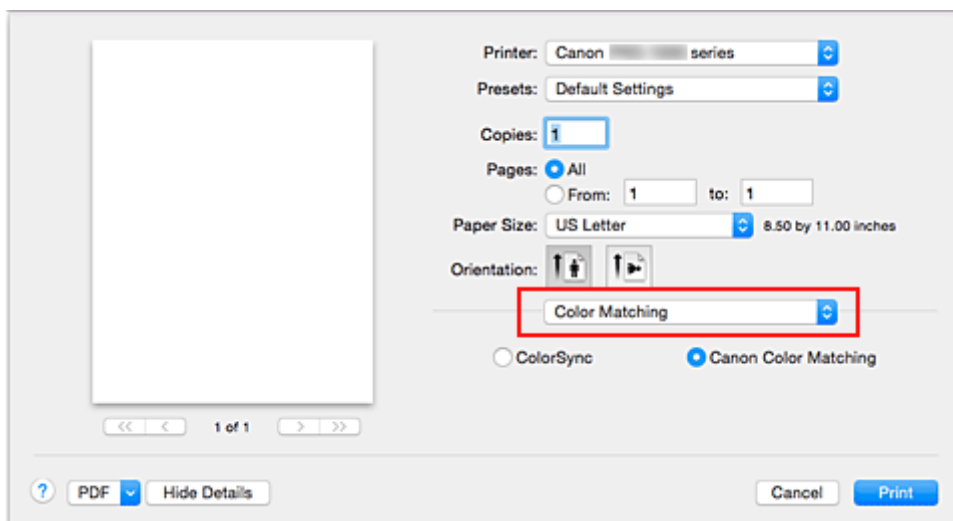 Printer: Canon series
Presets: Default Settings
Copies: 1
Pages: All
From: 1 to: 1
Paper Size: US Letter 8.50 by 11.00 inches
Orientation:
Color Matching
ColorSync Canon Color Matching
<< < 1 of 1 > >>
? PDF Hide Details Cancel Print